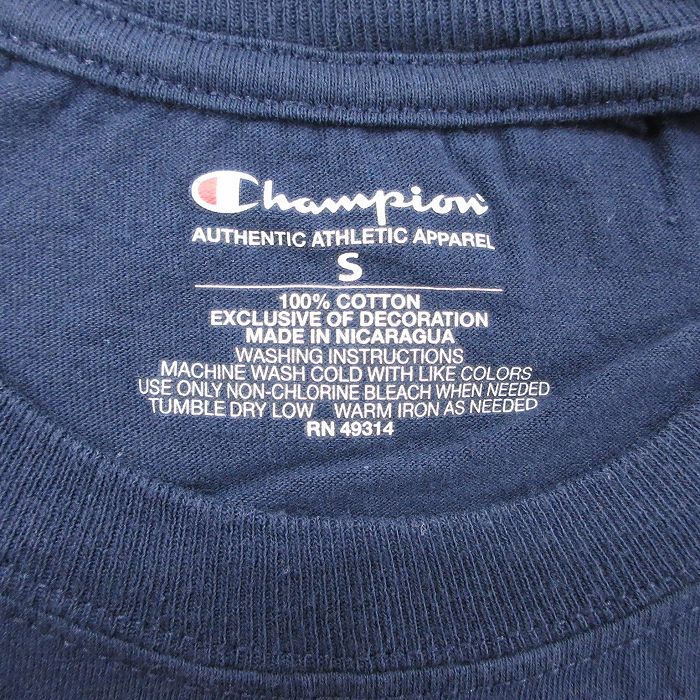 Champion
AUTHENTIC ATHLETIC APPAREL
S
100% COTTON
EXCLUSIVE OF DECORATION
MADE IN NICARAGUA
WASHING INSTRUCTIONS
MACHINE WASH COLD WITH LIKE COLORS
USE ONLY NON-CHLORINE BLEACH WHEN NEEDED
TUMBLE DRY LOW WARM IRON AS NEEDED
RN 49314